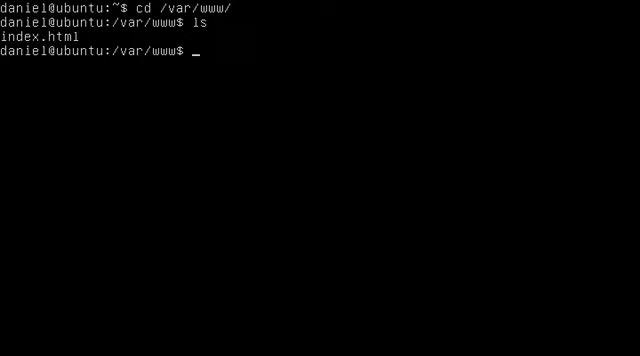 daniel@ubuntu:~$ cd /var/www/
daniel@ubuntu:/var/www$ ls
index.html
daniel@ubuntu:/var/www$ _